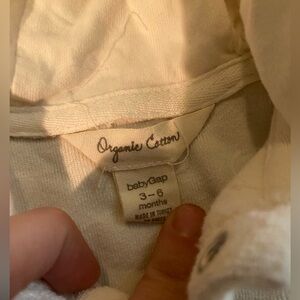 Organic Cotton
babyGap
3-6
months
MADE IN TURKEY